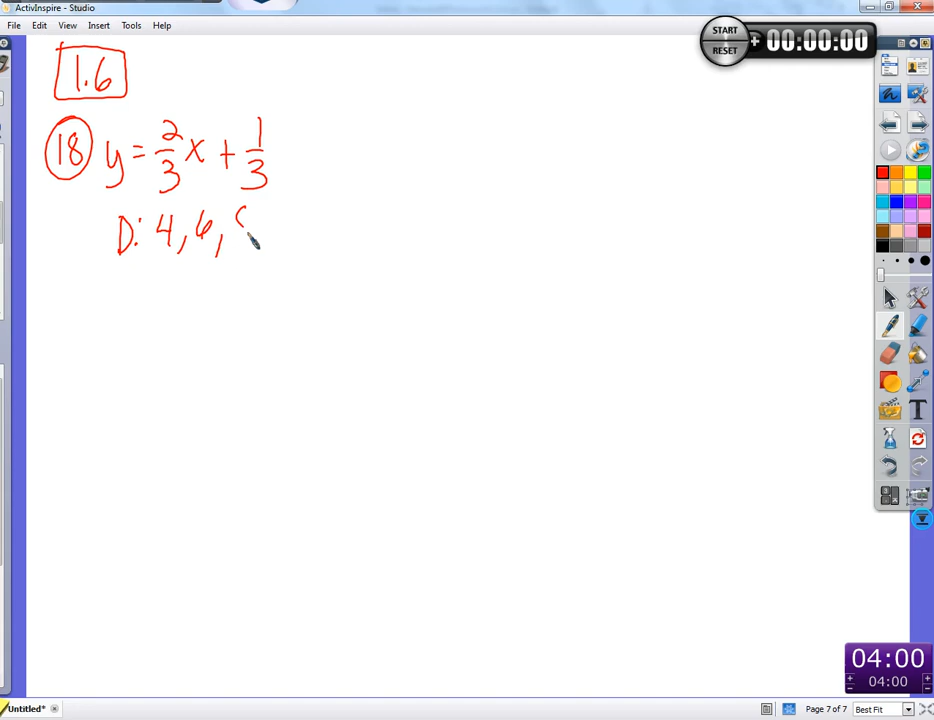 ActivInspire - Studio
File Edit View Insert Tools Help
START
RESET
+ 00:00:00
1.6
18 y = 2/3 x + 1/3
D: 4, 6,
04:00
04:00
Untitled*
Page 7 of 7
Best Fit